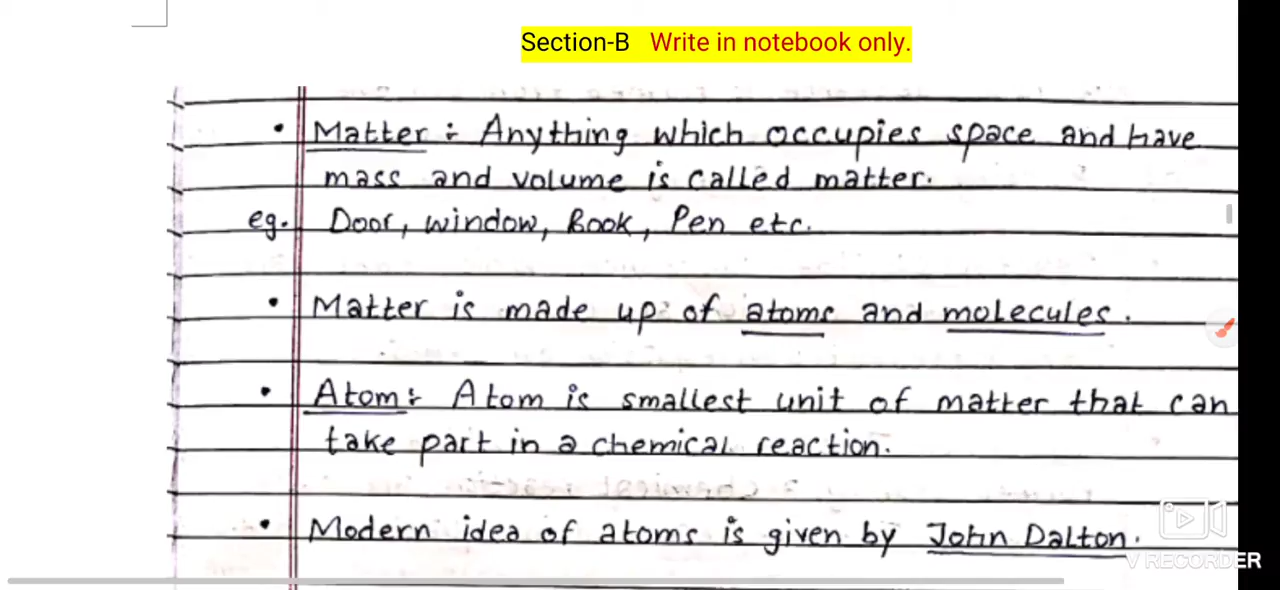 Section-B Write in notebook only.
• Matter :- Anything which occupies space and have
mass and volume is called matter.
eg. Door, window, Book, Pen etc.
• Matter is made up of atoms and molecules.
• Atom :- Atom is smallest unit of matter that can
take part in a chemical reaction.
• Modern idea of atoms is given by John Dalton.
V RECORDER